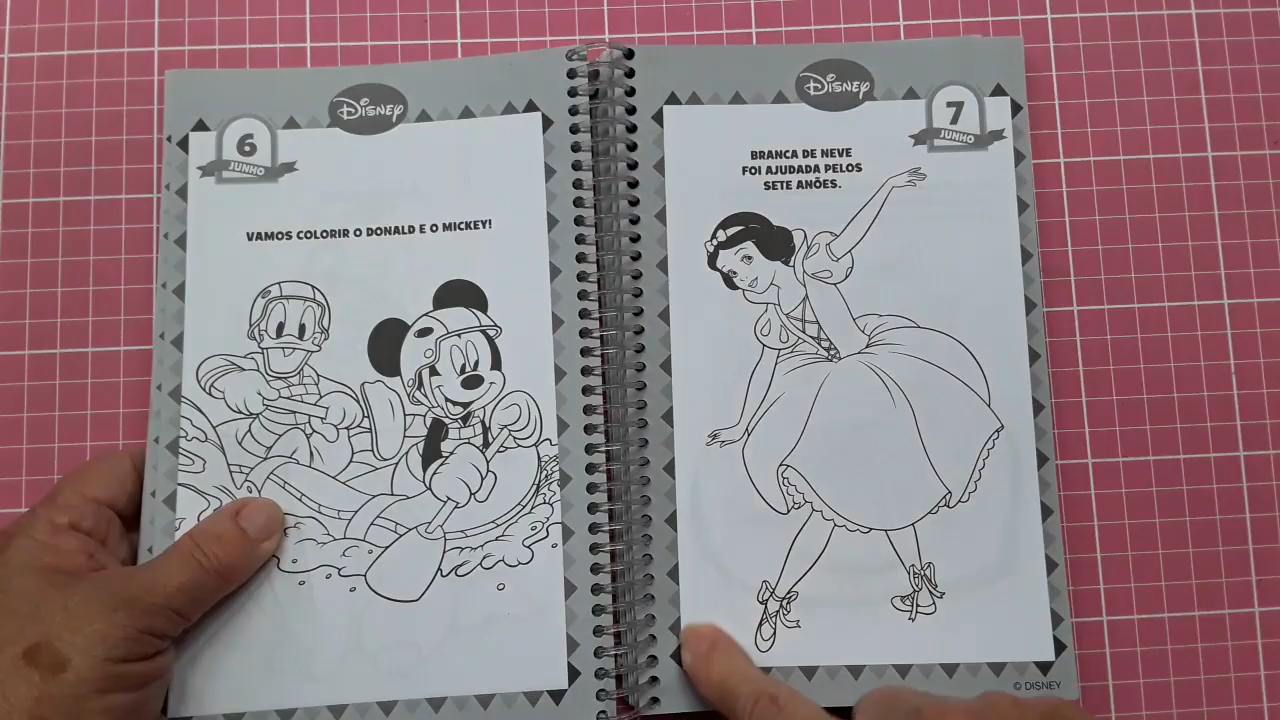 DISNEY
6
JUNHO
VAMOS COLORIR O DONALD E O MICKEY!
DISNEY
7
JUNHO
BRANCA DE NEVE
FOI AJUDADA PELOS
SETE ANÕES.
© DISNEY